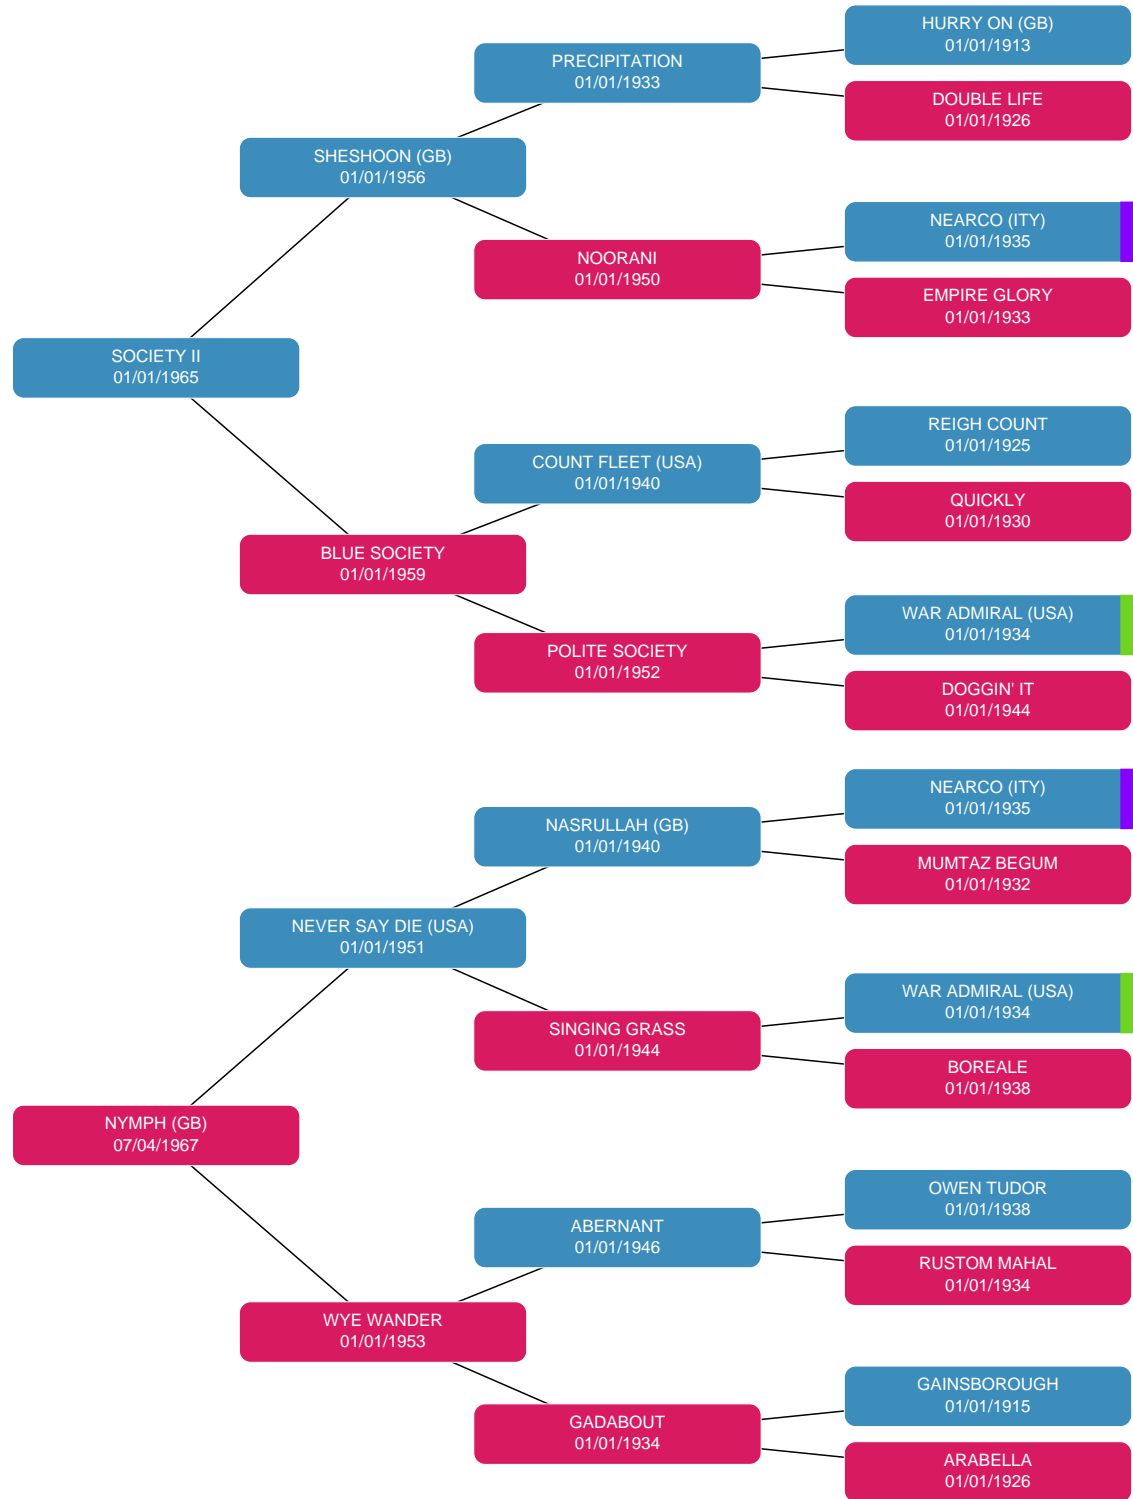 HURRY ON (GB)
01/01/1913
PRECIPITATION
01/01/1933
DOUBLE LIFE
01/01/1926
SHESHOON (GB)
01/01/1956
NEARCO (ITY)
01/01/1935
NOORANI
01/01/1950
EMPIRE GLORY
01/01/1933
SOCIETY II
01/01/1965
REIGH COUNT
01/01/1925
COUNT FLEET (USA)
01/01/1940
QUICKLY
01/01/1930
BLUE SOCIETY
01/01/1959
WAR ADMIRAL (USA)
01/01/1934
POLITE SOCIETY
01/01/1952
DOGGIN' IT
01/01/1944
NEARCO (ITY)
01/01/1935
NASRULLAH (GB)
01/01/1940
MUMTAZ BEGUM
01/01/1932
NEVER SAY DIE (USA)
01/01/1951
WAR ADMIRAL (USA)
01/01/1934
SINGING GRASS
01/01/1944
BOREALE
01/01/1938
NYMPH (GB)
07/04/1967
OWEN TUDOR
01/01/1938
ABERNANT
01/01/1946
RUSTOM MAHAL
01/01/1934
WYE WANDER
01/01/1953
GAINSBOROUGH
01/01/1915
GADABOUT
01/01/1934
ARABELLA
01/01/1926